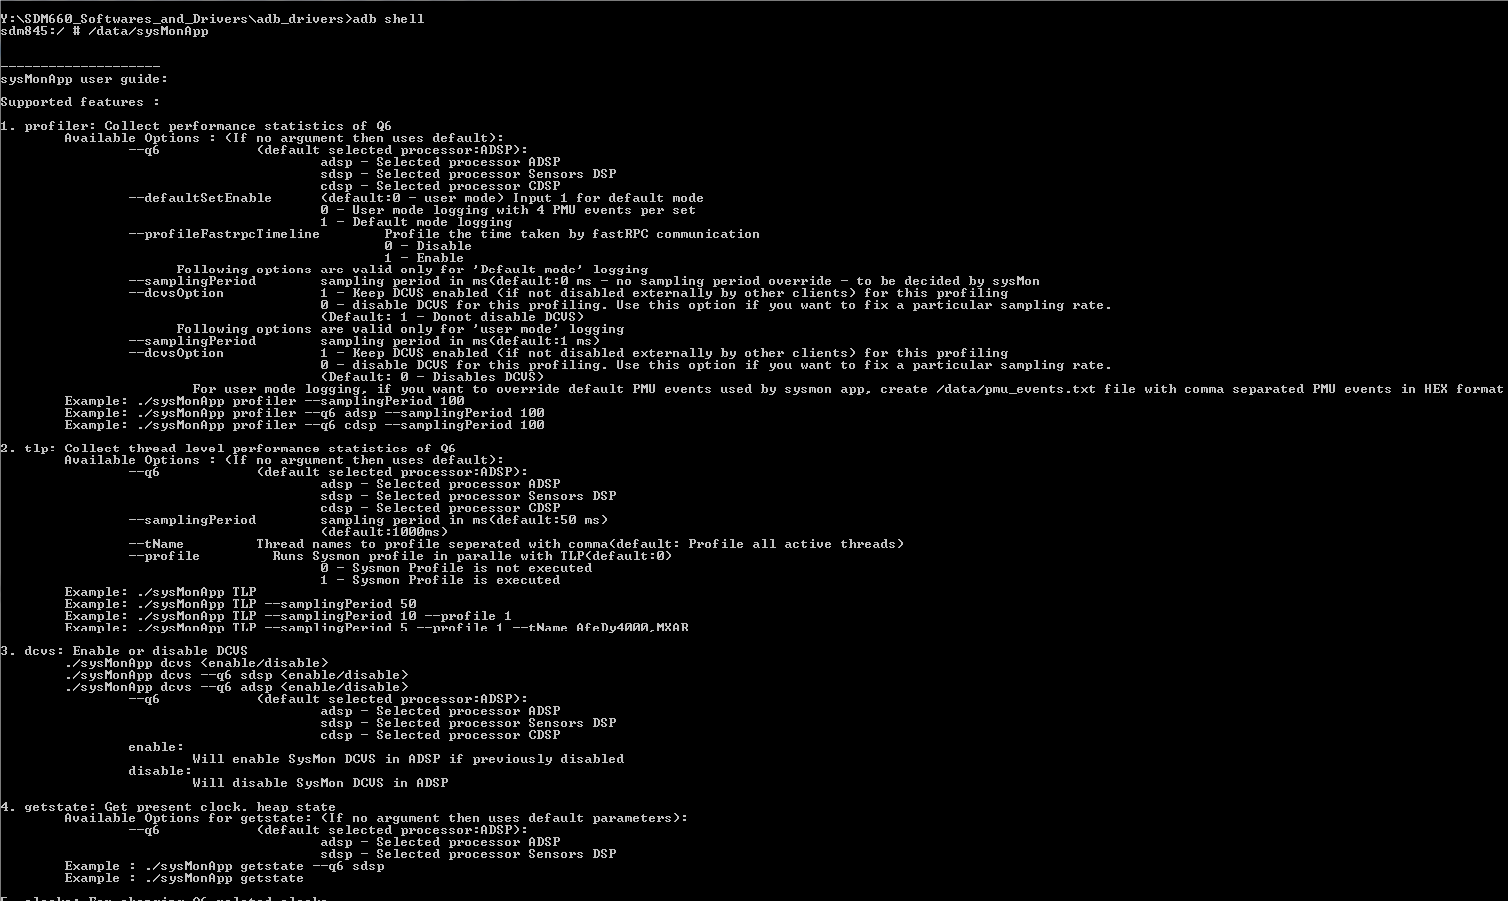 Y:\SDM660_Softwares_and_Drivers\adb_drivers>adb shell
sdm845:/ # /data/sysMonApp
--------------------
sysMonApp user guide:
Supported features :
1. profiler: Collect performance statistics of Q6
Available Options : (If no argument then uses default):
--q6 (default selected processor:ADSP):
adsp - Selected processor ADSP
sdsp - Selected processor Sensors DSP
cdsp - Selected processor CDSP
--defaultSetEnable (default:0 - user mode) Input 1 for default mode
0 - User mode logging with 4 PMU events per set
1 - Default mode logging
--profileFastrpcTimeline Profile the time taken by fastRPC communication
0 - Disable
1 - Enable
Following options are valid only for 'Default mode' logging
--samplingPeriod sampling period in ms(default:0 ms - no sampling period override - to be decided by sysMon
--dcvsOption 1 - Keep DCVS enabled (if not disabled externally by other clients) for this profiling
0 - disable DCVS for this profiling. Use this option if you want to fix a particular sampling rate.
(Default: 1 - Donot disable DCVS)
Following options are valid only for 'user mode' logging
--samplingPeriod sampling period in ms(default:1 ms)
--dcvsOption 1 - Keep DCVS enabled (if not disabled externally by other clients) for this profiling
0 - disable DCVS for this profiling. Use this option if you want to fix a particular sampling rate.
(Default: 0 - Disables DCVS)
For user mode logging, if you want to override default PMU events used by sysmon app, create /data/pmu_events.txt file with comma separated PMU events in HEX format
Example: ./sysMonApp profiler --samplingPeriod 100
Example: ./sysMonApp profiler --q6 adsp --samplingPeriod 100
Example: ./sysMonApp profiler --q6 cdsp --samplingPeriod 100
2. tlp: Collect thread level performance statistics of Q6
Available Options : (If no argument then uses default):
--q6 (default selected processor:ADSP):
adsp - Selected processor ADSP
sdsp - Selected processor Sensors DSP
cdsp - Selected processor CDSP
--samplingPeriod sampling period in ms(default:50 ms)
(default:1000ms)
--tName Thread names to profile seperated with comma(default: Profile all active threads)
--profile Runs Sysmon profile in paralle with TLP(default:0)
0 - Sysmon Profile is not executed
1 - Sysmon Profile is executed
Example: ./sysMonApp TLP
Example: ./sysMonApp TLP --samplingPeriod 50
Example: ./sysMonApp TLP --samplingPeriod 10 --profile 1
Example: ./sysMonApp TLP --samplingPeriod 5 --profile 1 --tName AfeDy4000,MXAR
3. dcvs: Enable or disable DCVS
./sysMonApp dcvs <enable/disable>
./sysMonApp dcvs --q6 sdsp <enable/disable>
./sysMonApp dcvs --q6 adsp <enable/disable>
--q6 (default selected processor:ADSP):
adsp - Selected processor ADSP
sdsp - Selected processor Sensors DSP
cdsp - Selected processor CDSP
enable:
Will enable SysMon DCVS in ADSP if previously disabled
disable:
Will disable SysMon DCVS in ADSP
4. getstate: Get present clock, heap state
Available Options for getstate: (If no argument then uses default parameters):
--q6 (default selected processor:ADSP):
adsp - Selected processor ADSP
sdsp - Selected processor Sensors DSP
Example : ./sysMonApp getstate --q6 sdsp
Example : ./sysMonApp getstate
5. clocks: For changing Q6 related clocks